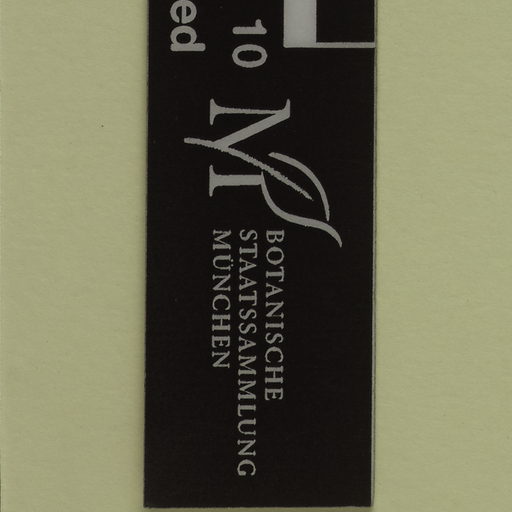 10
ed
BOTANISCHE
STAATSSAMMLUNG
MÜNCHEN